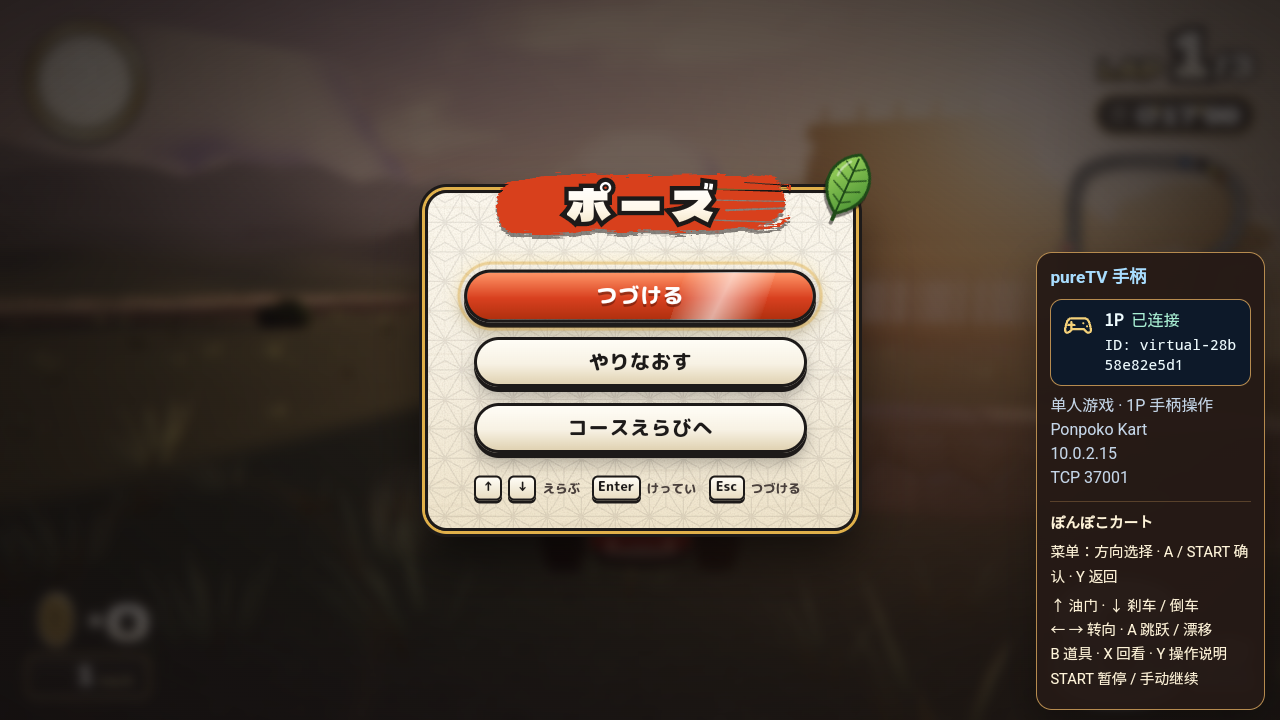 ポーズ
つづける
やりなおす
コースえらびへ
↑ ↓ えらぶ Enter けってい Esc つづける
1
pureTV 手柄
1P 已连接
ID: virtual-28b
58e82e5d1
单人游戏 · 1P 手柄操作
Ponpoko Kart
10.0.2.15
TCP 37001
ぽんぽこカート
菜单：方向选择 · A / START 确
认 · Y 返回
↑ 油门 · ↓ 刹车 / 倒车
← → 转向 · A 跳跃 / 漂移
B 道具 · X 回看 · Y 操作说明
START 暂停 / 手动继续